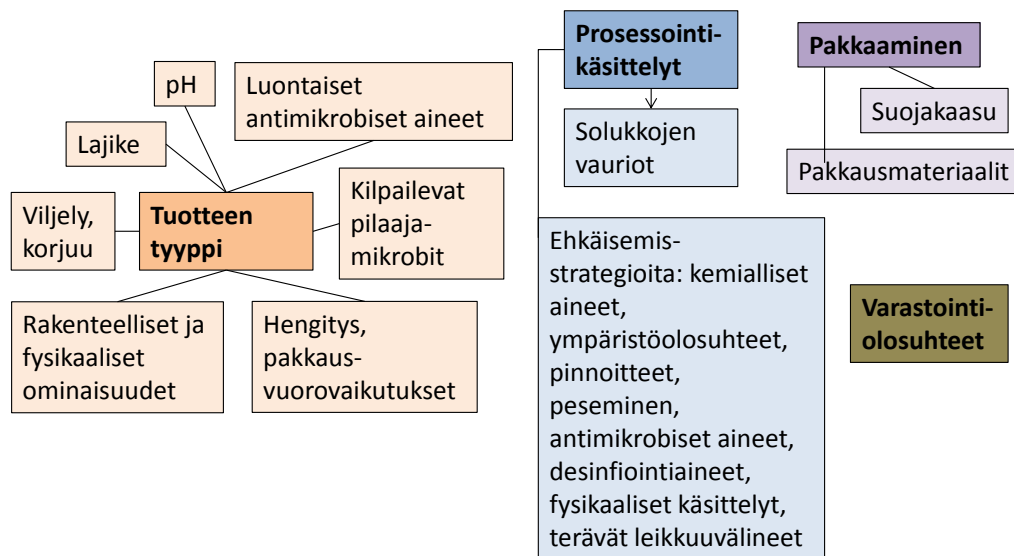 pH
Luontaiset
antimikrobiset aineet
Lajike
Viljely,
korjuu
Tuotteen
tyyppi
Kilpailevat
pilaaja-
mikrobit
Rakenteelliset ja
fysikaaliset
ominaisuudet
Hengitys,
pakkaus-
vuorovaikutukset
Prosessointi-
käsittelyt
Solukkojen
vauriot
Ehkäisemis-
strategioita: kemialliset
aineet,
ympäristöolosuhteet,
pinnoitteet,
peseminen,
antimikrobiset aineet,
desinfiointiaineet,
fysikaaliset käsittelyt,
terävät leikkuuvälineet
Pakkaaminen
Suojakaasu
Pakkausmateriaalit
Varastointi-
olosuhteet